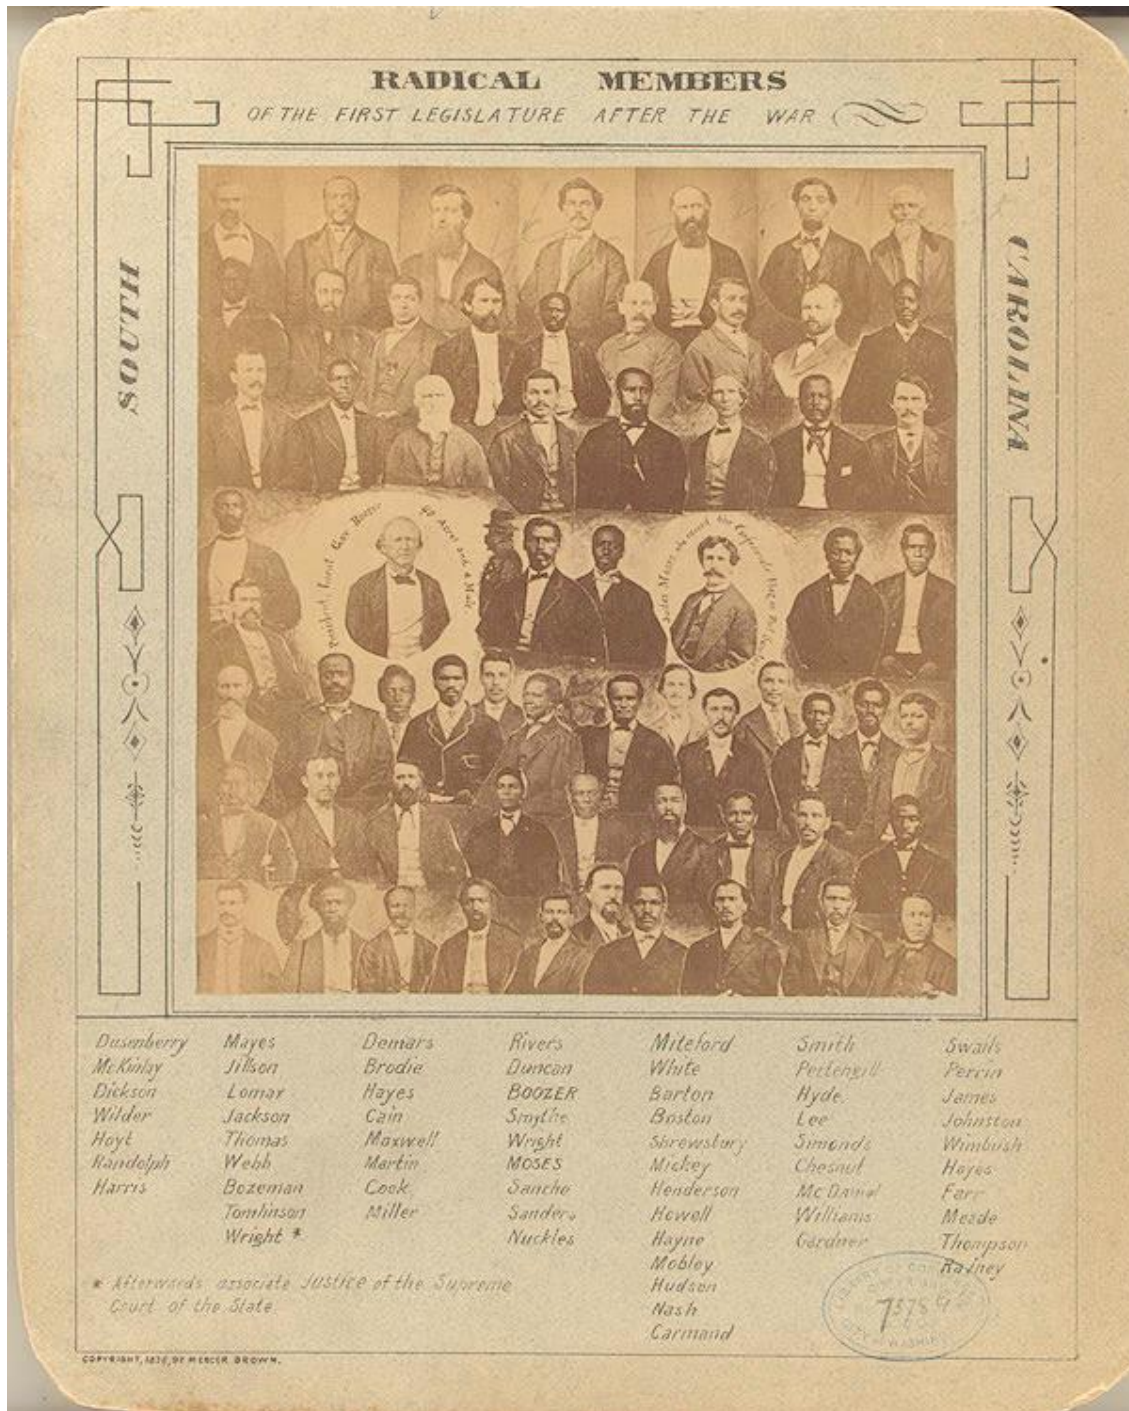 RADICAL MEMBERS
OF THE FIRST LEGISLATURE AFTER THE WAR
SOUTH
CAROLINA
40 Acres and a Mule
Dusenberry
McKinlay
Dickson
Wilder
Hoyt
Randolph
Harris
Mayes
Jillson
Lomax
Jackson
Thomas
Webb
Bozeman
Tomlinson
Wright *
Demars
Brodie
Hayes
Cain
Maxwell
Martin
Cook
Miller
Rivers
Duncan
BOOZER
Smythe
Wright
MOSES
Sancho
Sanders
Nuckles
Miteford
White
Barton
Boston
Shrewsbury
Mickey
Henderson
Howell
Hayne
Mobley
Hudson
Nash
Carmand
Smith
Pettengill
Hyde
Lee
Simonds
Chesnut
McDaniel
Williams
Gardner
Swails
Perrin
James
Johnston
Wimbush
Hayes
Farr
Meade
Thompson
Rainey
* Afterwards associate Justice of the Supreme
Court of the State.
COPYRIGHT, 1876, BY MERCER BROWN.